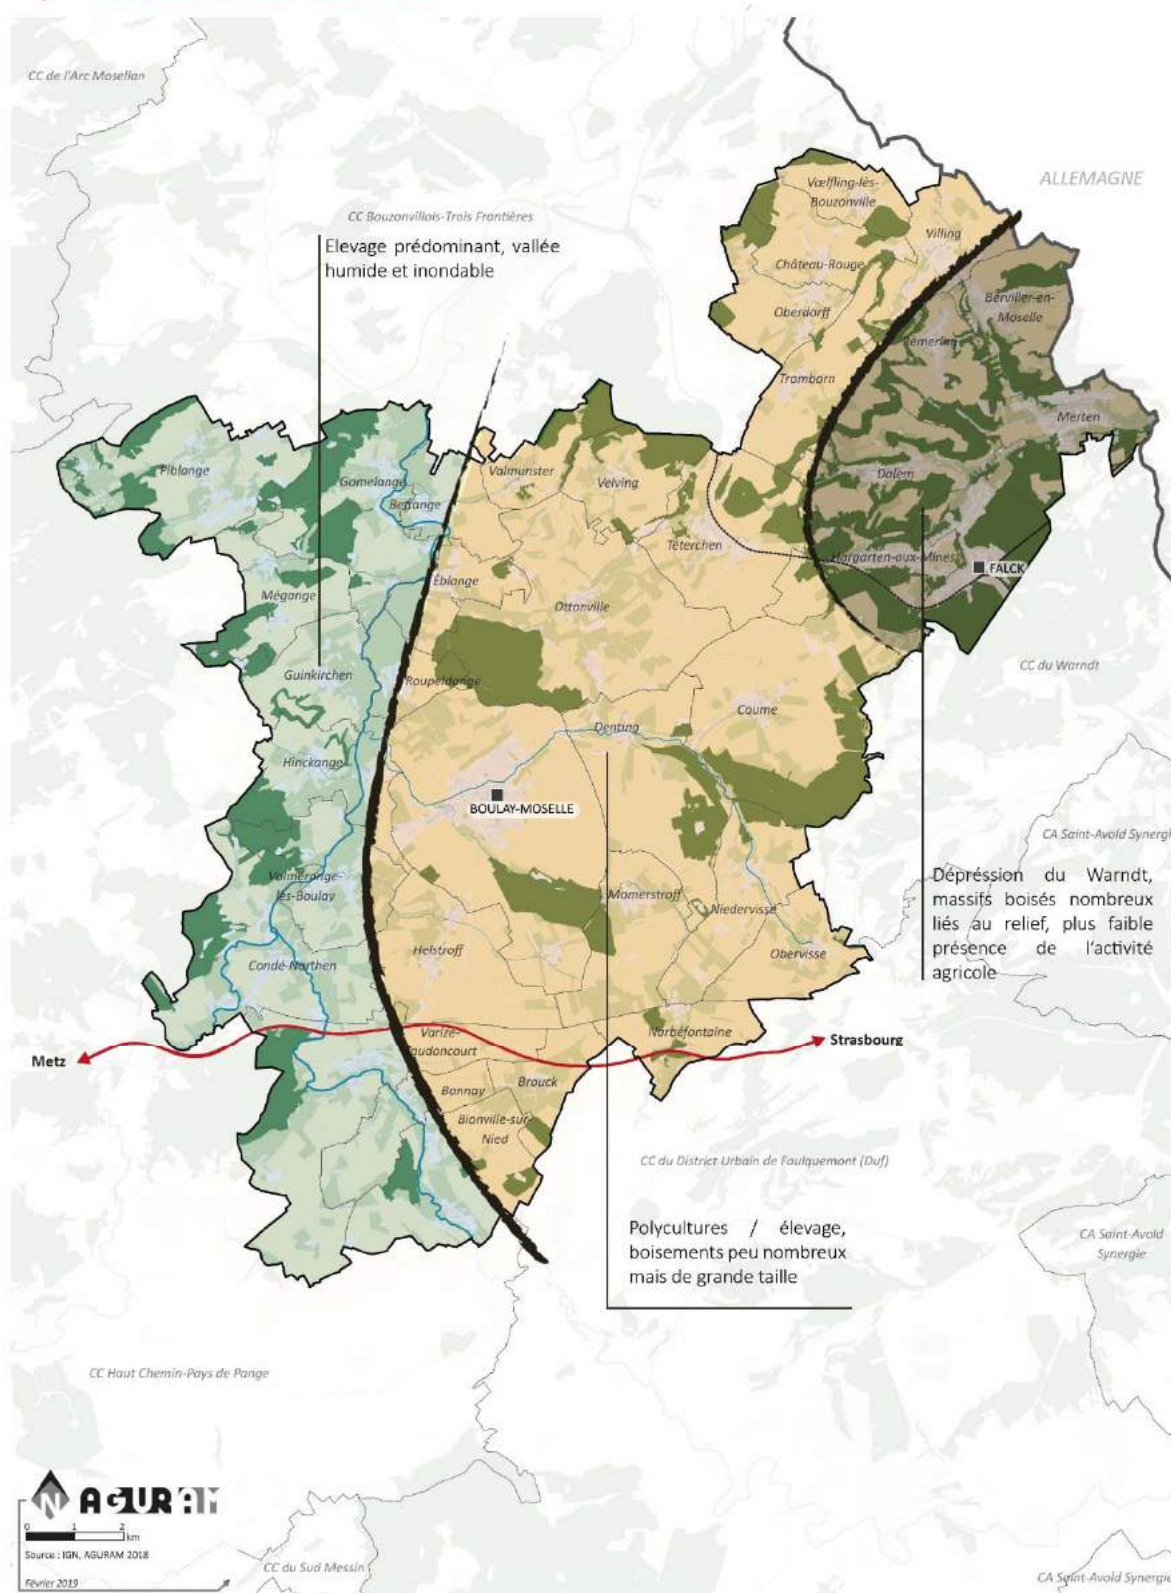 CC de l'Arc Mosellan
ALLEMAGNE
CC Bouzonvillois-Trois Frontières
Elevage prédominant, vallée
humide et inondable
Vœlfling-lès-
Bouzonville
Villing
Château-Rouge
Oberdorff
Berviller-en-
Moselle
Rémering
Tromborn
Merten
Piblange
Gomelange
Bettange
Valmunster
Velving
Dalem
Téterchen
Hargarten-aux-Mines
FALCK
Éblange
Mégange
Ottonville
Guinkirchen
Roupeldange
CC du Warndt
Coume
Denting
Hinckange
BOULAY-MOSELLE
CA Saint-Avold Synergi
Volmerange-
lès-Boulay
Momerstroff
Niedervisse
Dépréssion du Warndt,
massifs boisés nombreux
liés au relief, plus faible
présence de l'activité
agricole
Helstroff
Obervisse
Condé-Northen
Varize-
Vaudoncourt
Narbéfontaine
Metz
Strasbourg
Bannay
Brouck
Bionville-sur-
Nied
CC du District Urbain de Faulquemont (Duf)
Polycultures / élevage,
boisements peu nombreux
mais de grande taille
CA Saint-Avold
Synergie
CC Haut Chemin-Pays de Pange
N AGURAM
0 1 2
km
Source : IGN, AGURAM 2018
Février 2019
CC du Sud Messin
CA Saint-Avold Synergie